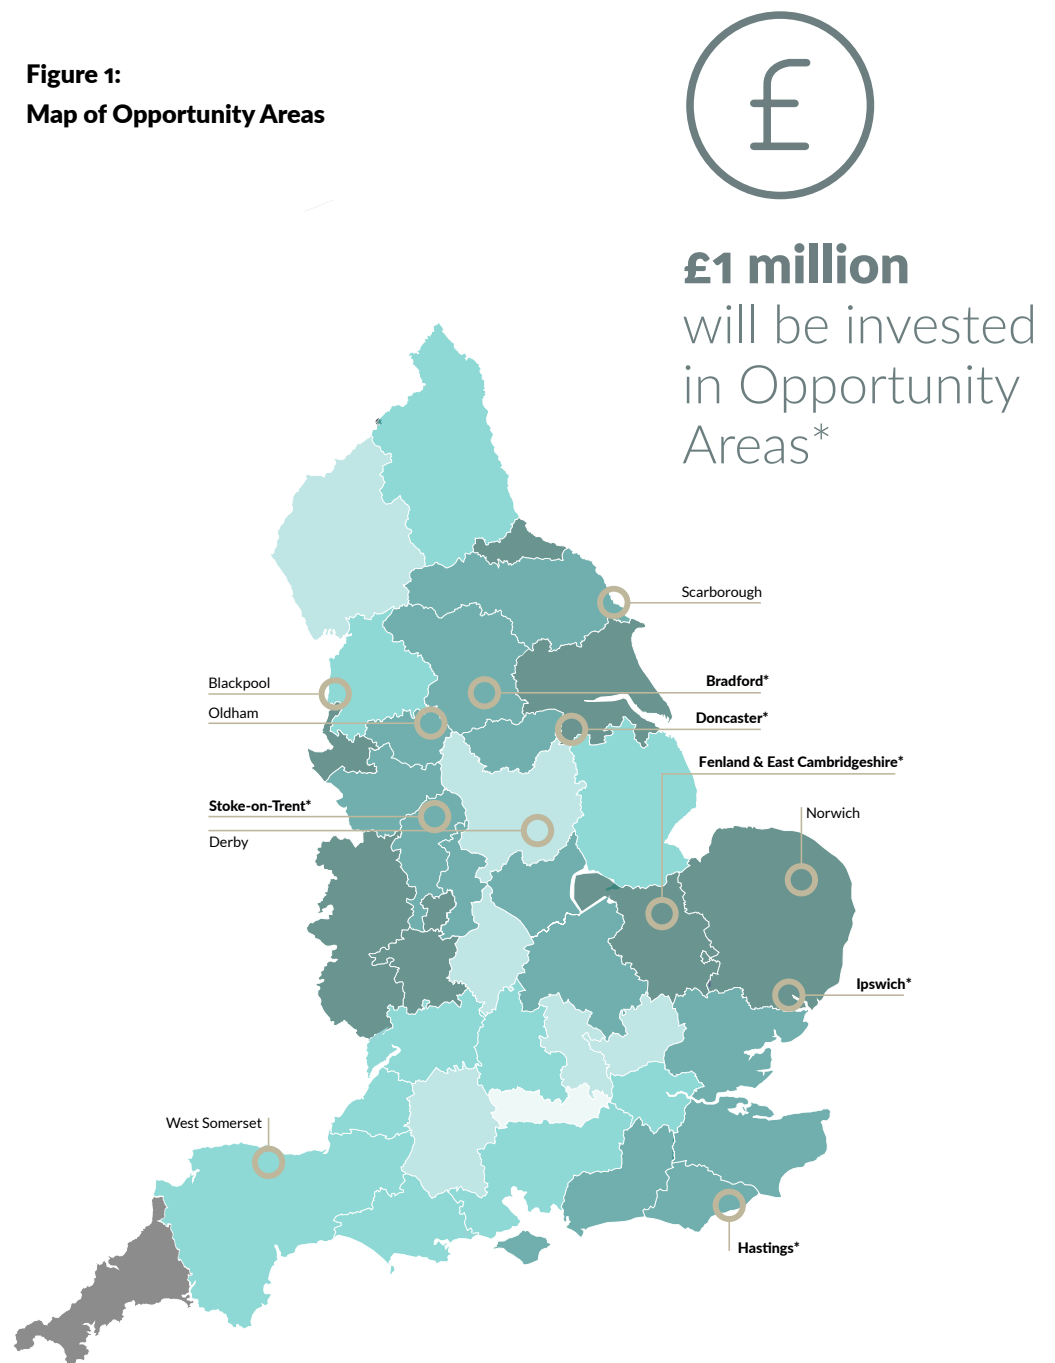 Figure 1:
Map of Opportunity Areas
£
£1 million
will be invested
in Opportunity
Areas*
Scarborough
Blackpool
Bradford*
Oldham
Doncaster*
Fenland & East Cambridgeshire*
Stoke-on-Trent*
Norwich
Derby
Ipswich*
West Somerset
Hastings*